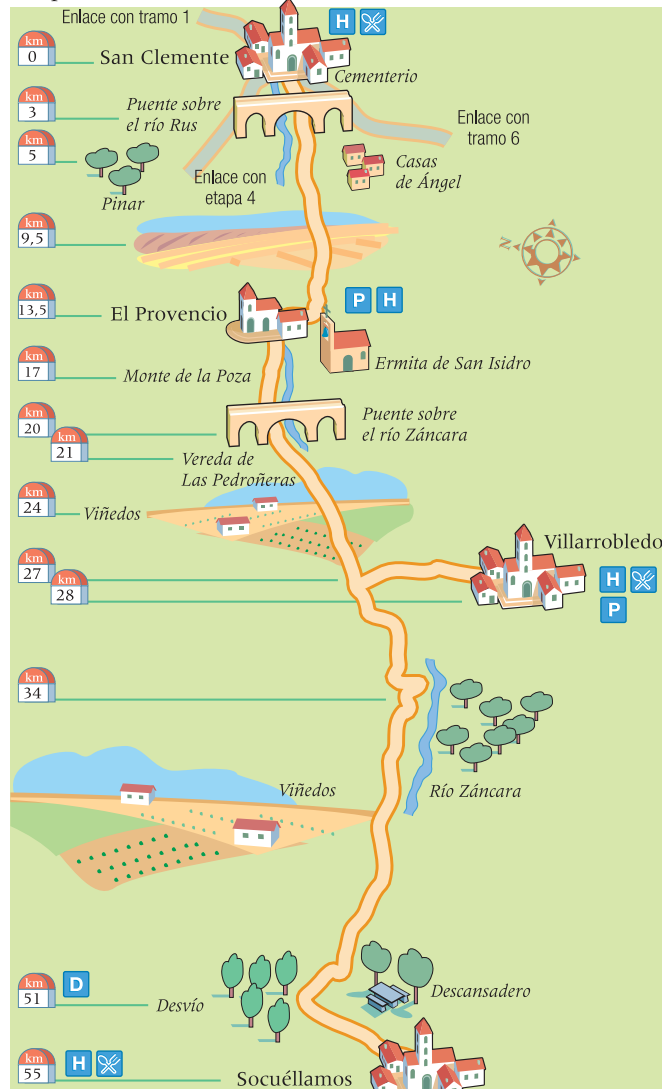 Enlace con tramo 1
H
km
0
San Clemente
Cementerio
km
3
Puente sobre
el río Rus
Enlace con
tramo 6
km
5
Pinar
Enlace con
etapa 4
Casas
de Ángel
km
9,5
N
km
13,5
El Provencio
P H
Ermita de San Isidro
km
17
Monte de la Poza
km
20
Puente sobre
el río Záncara
km
21
Vereda de
Las Pedroñeras
km
24
Viñedos
Villarrobledo
H
P
km
27
km
28
km
34
Viñedos
Río Záncara
km
51
D
Desvío
Descansadero
km
55
H
Socuéllamos